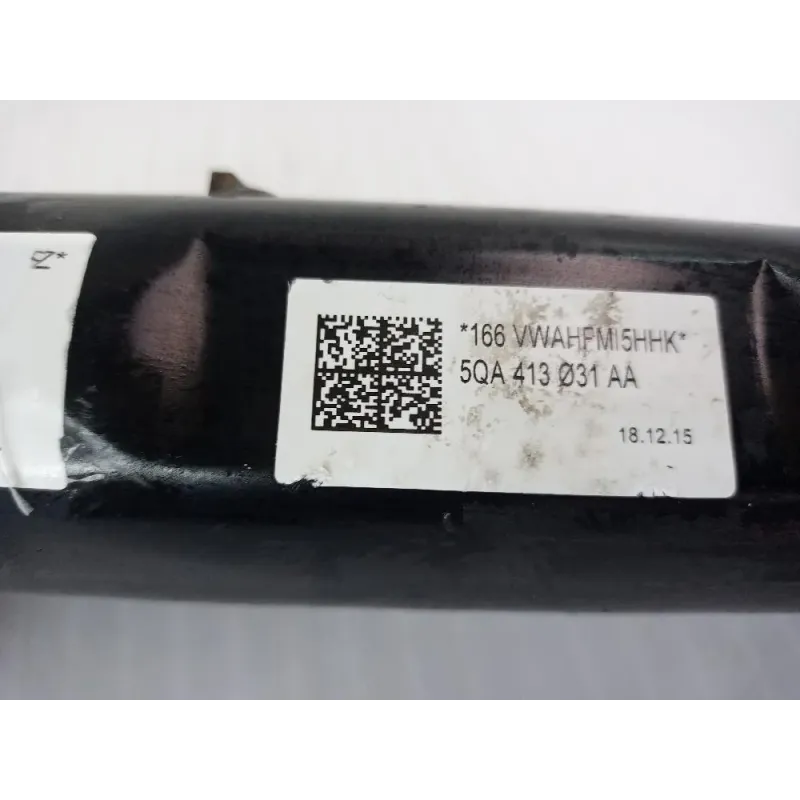 *166 VWAHFMI5HHK*
5QA 413 Ø31 AA
18.12.15